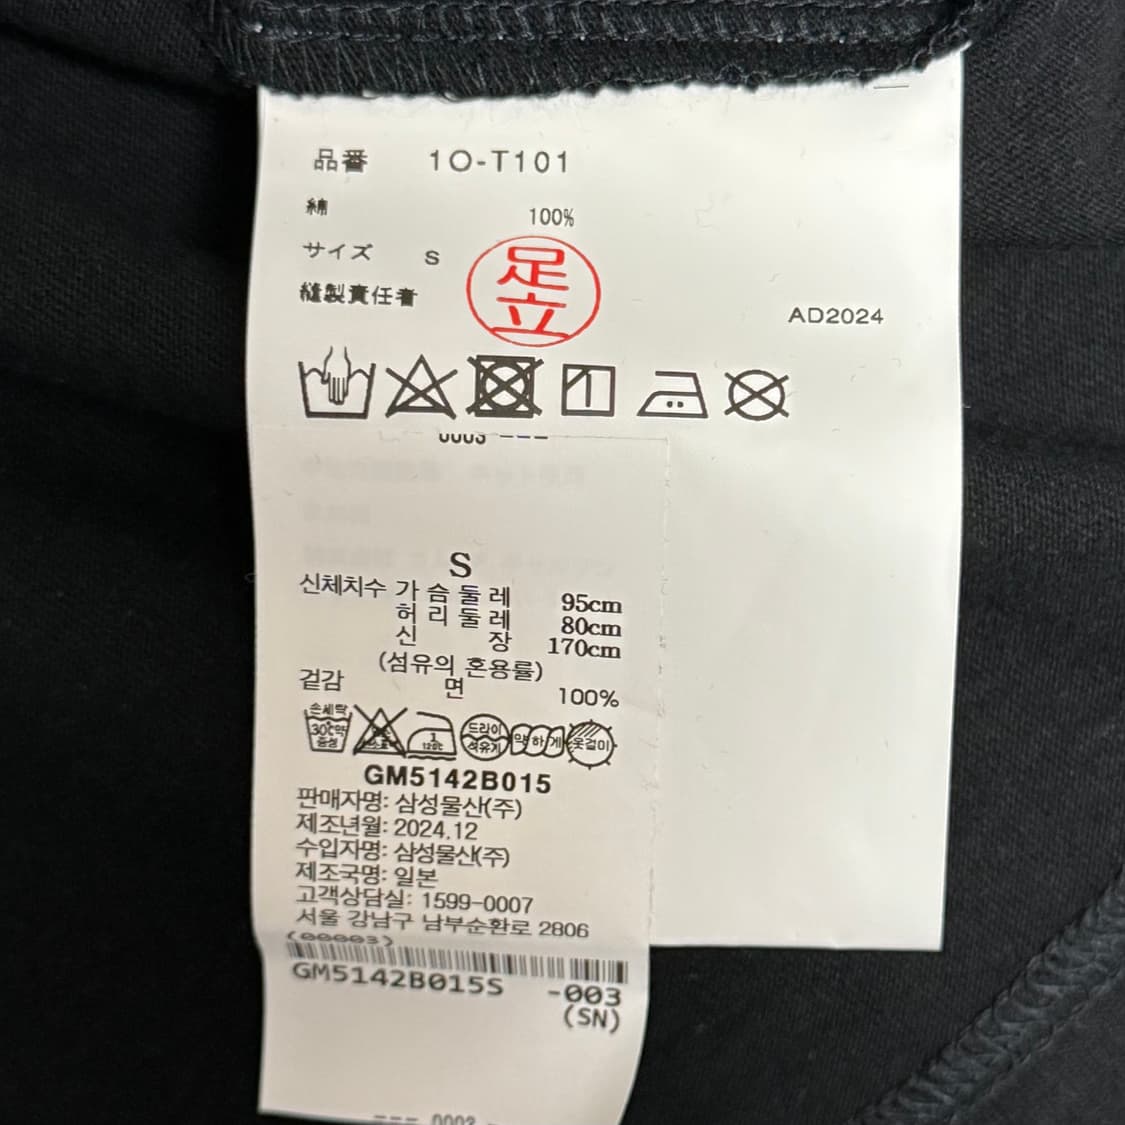 品番 1O-T101
綿 100%
サイズ S
縫製責任者
足立
AD2024
0003 ---
S
신체치수 가슴둘레 95cm
허리둘레 80cm
신 장 170cm
(섬유의 혼용률)
겉감 면 100%
손세탁 30℃약 중성
1 120℃
드라이 석유계
약하게
옷걸이
GM5142B015
판매자명: 삼성물산(주)
제조년월: 2024.12
수입자명: 삼성물산(주)
제조국명: 일본
고객상담실: 1599-0007
서울 강남구 남부순환로 2806
(00003)
GM5142B015S -003
(SN)
--- 0002 -